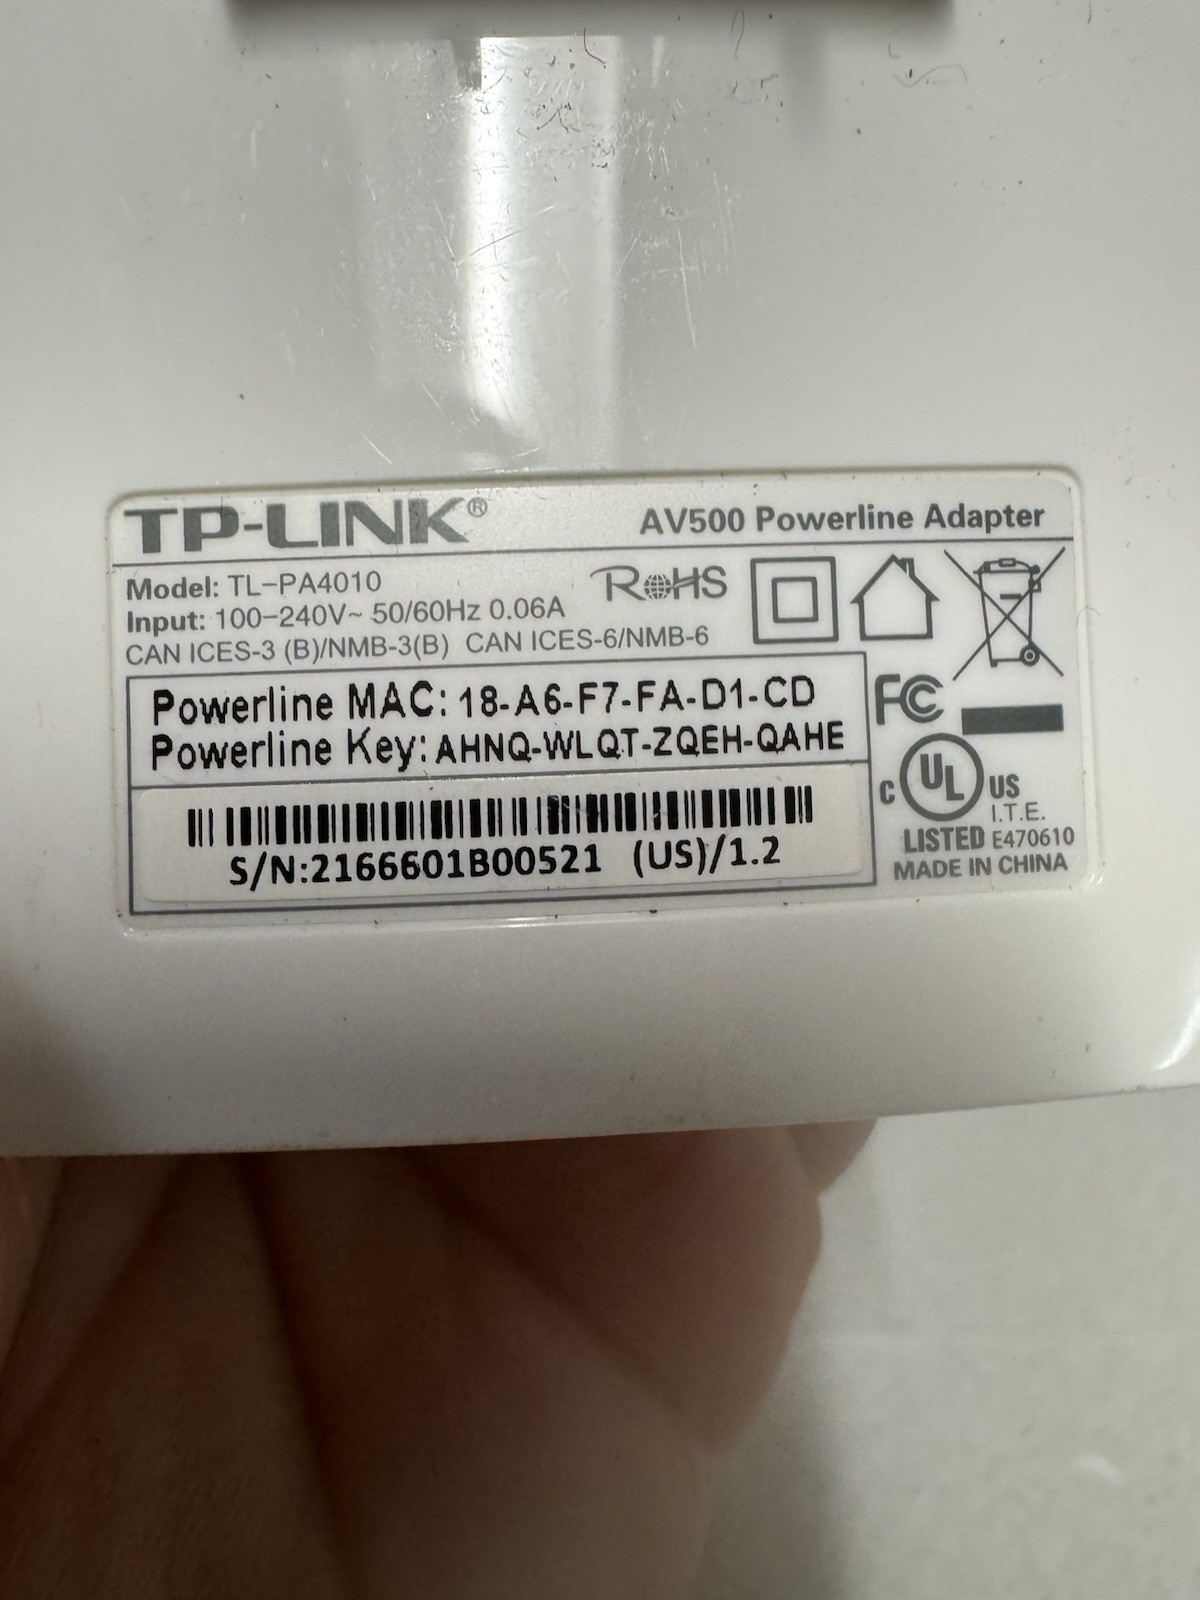 TP-LINK®
AV500 Powerline Adapter
Model: TL-PA4010
Input: 100-240V~ 50/60Hz 0.06A
RoHS
CAN ICES-3 (B)/NMB-3(B) CAN ICES-6/NMB-6
Powerline MAC: 18-A6-F7-FA-D1-CD
Powerline Key: AHNQ-WLQT-ZQEH-QAHE
S/N:2166601B00521 (US)/1.2
FC
C UL US
I.T.E.
LISTED E470610
MADE IN CHINA